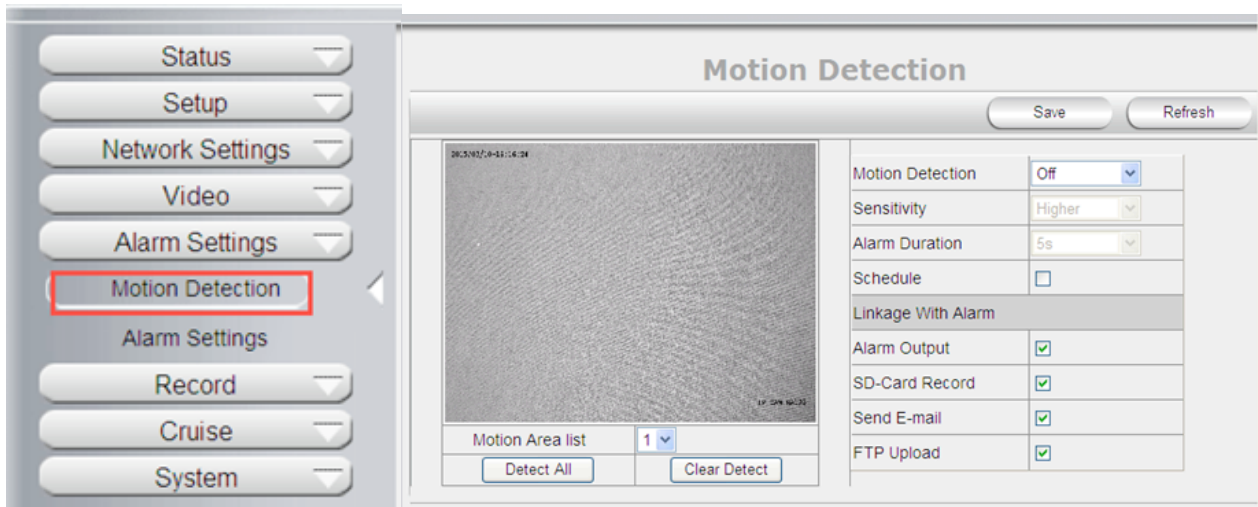 Status
Setup
Network Settings
Video
Alarm Settings
Motion Detection
Alarm Settings
Record
Cruise
System
Motion Detection
Save Refresh
Motion Detection Off
Sensitivity Higher
Alarm Duration 5s
Schedule
Linkage With Alarm
Alarm Output
SD-Card Record
Send E-mail
FTP Upload
Motion Area list 1
Detect All Clear Detect